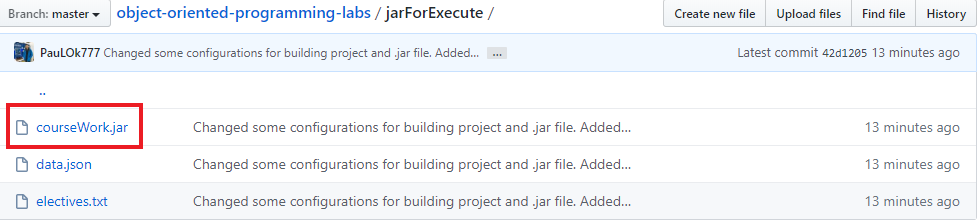 Branch: master object-oriented-programming-labs / jarForExecute / Create new file Upload files Find file History
PauLOk777 Changed some configurations for building project and .jar file. Added... ... Latest commit 42d1205 13 minutes ago
..
courseWork.jar Changed some configurations for building project and .jar file. Added... 13 minutes ago
data.json Changed some configurations for building project and .jar file. Added... 13 minutes ago
electives.txt Changed some configurations for building project and .jar file. Added... 13 minutes ago